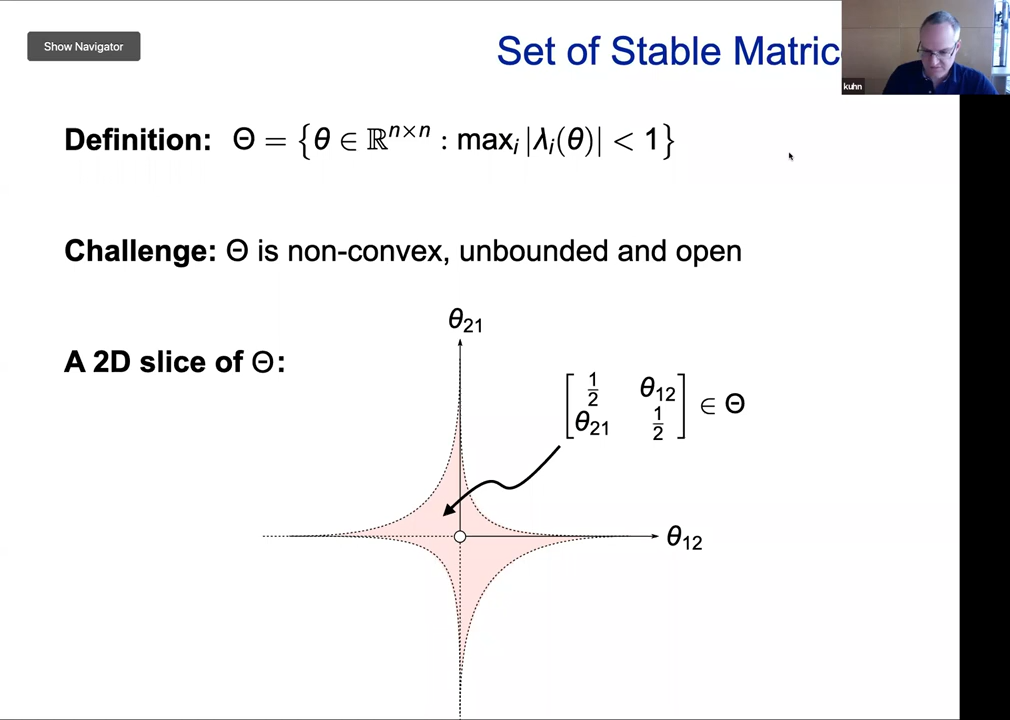 Show Navigator
Set of Stable Matric
kuhn
Definition: Θ = {θ ∈ ℝⁿˣⁿ : maxᵢ |λᵢ(θ)| < 1}
Challenge: Θ is non-convex, unbounded and open
θ₂₁
A 2D slice of Θ:
[ 1/2 θ₁₂
θ₂₁ 1/2 ] ∈ Θ
θ₁₂